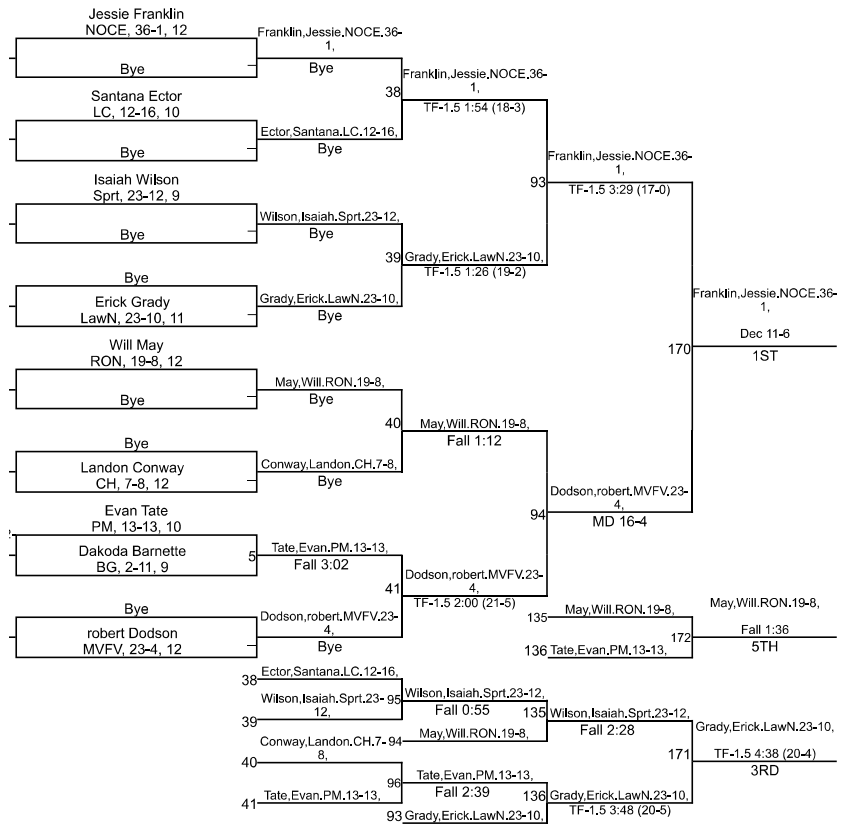 Jessie Franklin
NOCE, 36-1, 12
Bye
Franklin,Jessie.NOCE.36-
1,
Bye
Santana Ector
LC, 12-16, 10
Bye
Ector,Santana.LC.12-16,
Bye
38
Franklin,Jessie.NOCE.36-
1,
TF-1.5 1:54 (18-3)
Isaiah Wilson
Sprt, 23-12, 9
Bye
Wilson,Isaiah.Sprt.23-12,
Bye
Bye
Erick Grady
LawN, 23-10, 11
Grady,Erick.LawN.23-10,
Bye
39
Grady,Erick.LawN.23-10,
TF-1.5 1:26 (19-2)
93
Franklin,Jessie.NOCE.36-
1,
TF-1.5 3:29 (17-0)
Will May
RON, 19-8, 12
Bye
May,Will.RON.19-8,
Bye
Bye
Landon Conway
CH, 7-8, 12
Conway,Landon.CH.7-8,
Bye
40
May,Will.RON.19-8,
Fall 1:12
Evan Tate
PM, 13-13, 10
Dakoda Barnette
BG, 2-11, 9
5
Tate,Evan.PM.13-13,
Fall 3:02
Bye
robert Dodson
MVFV, 23-4, 12
Dodson,robert.MVFV.23-
4,
Bye
41
Dodson,robert.MVFV.23-
4,
TF-1.5 2:00 (21-5)
94
Dodson,robert.MVFV.23-
4,
MD 16-4
170
Franklin,Jessie.NOCE.36-
1,
Dec 11-6
1ST
135
May,Will.RON.19-8,
136
Tate,Evan.PM.13-13,
172
May,Will.RON.19-8,
Fall 1:36
5TH
38
Ector,Santana.LC.12-16,
39
Wilson,Isaiah.Sprt.23-
12,
95
Wilson,Isaiah.Sprt.23-12,
Fall 0:55
94
May,Will.RON.19-8,
135
Wilson,Isaiah.Sprt.23-12,
Fall 2:28
40
Conway,Landon.CH.7-
8,
41
Tate,Evan.PM.13-13,
96
Tate,Evan.PM.13-13,
Fall 2:39
93
Grady,Erick.LawN.23-10,
136
Grady,Erick.LawN.23-10,
TF-1.5 3:48 (20-5)
171
Grady,Erick.LawN.23-10,
TF-1.5 4:38 (20-4)
3RD